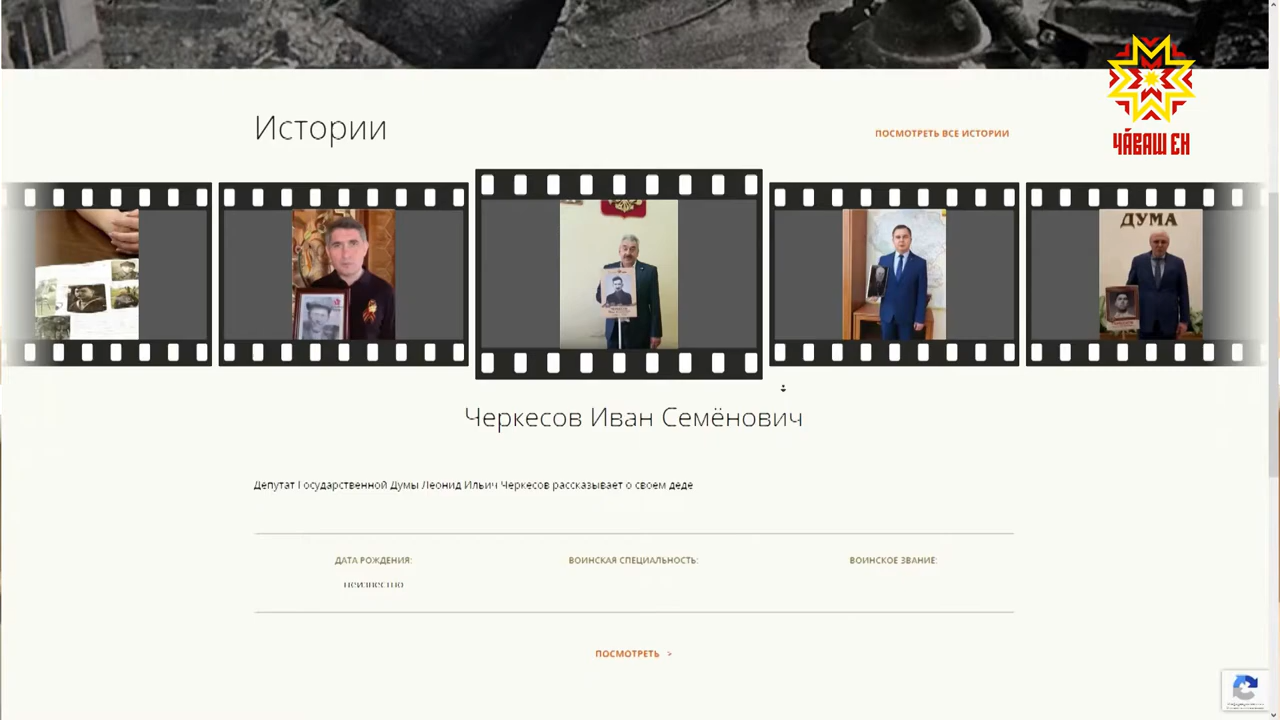 Истории
ПОСМОТРЕТЬ ВСЕ ИСТОРИИ
ЧĂВАШ ЕН
ДУМА
Черкесов Иван Семёнович
Депутат Государственной Думы Леонид Ильич Черкесов рассказывает о своем деде
ДАТА РОЖДЕНИЯ:
ВОИНСКАЯ СПЕЦИАЛЬНОСТЬ:
ВОИНСКОЕ ЗВАНИЕ:
неизвестно
ПОСМОТРЕТЬ >